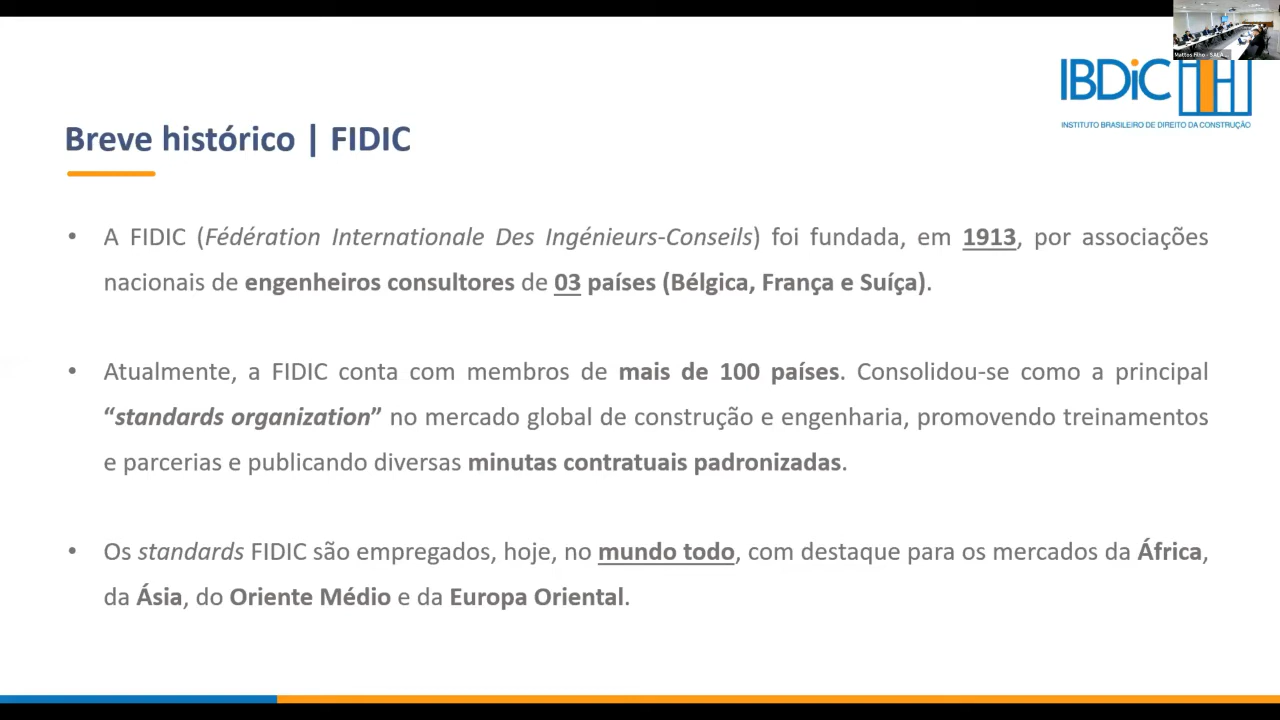 Mattos Filho - SALA
IBDiC
INSTITUTO BRASILEIRO DE DIREITO DA CONSTRUÇÃO
Breve histórico | FIDIC
• A FIDIC (Fédération Internationale Des Ingénieurs-Conseils) foi fundada, em 1913, por associações
nacionais de engenheiros consultores de 03 países (Bélgica, França e Suíça).
• Atualmente, a FIDIC conta com membros de mais de 100 países. Consolidou-se como a principal
“standards organization” no mercado global de construção e engenharia, promovendo treinamentos
e parcerias e publicando diversas minutas contratuais padronizadas.
• Os standards FIDIC são empregados, hoje, no mundo todo, com destaque para os mercados da África,
da Ásia, do Oriente Médio e da Europa Oriental.